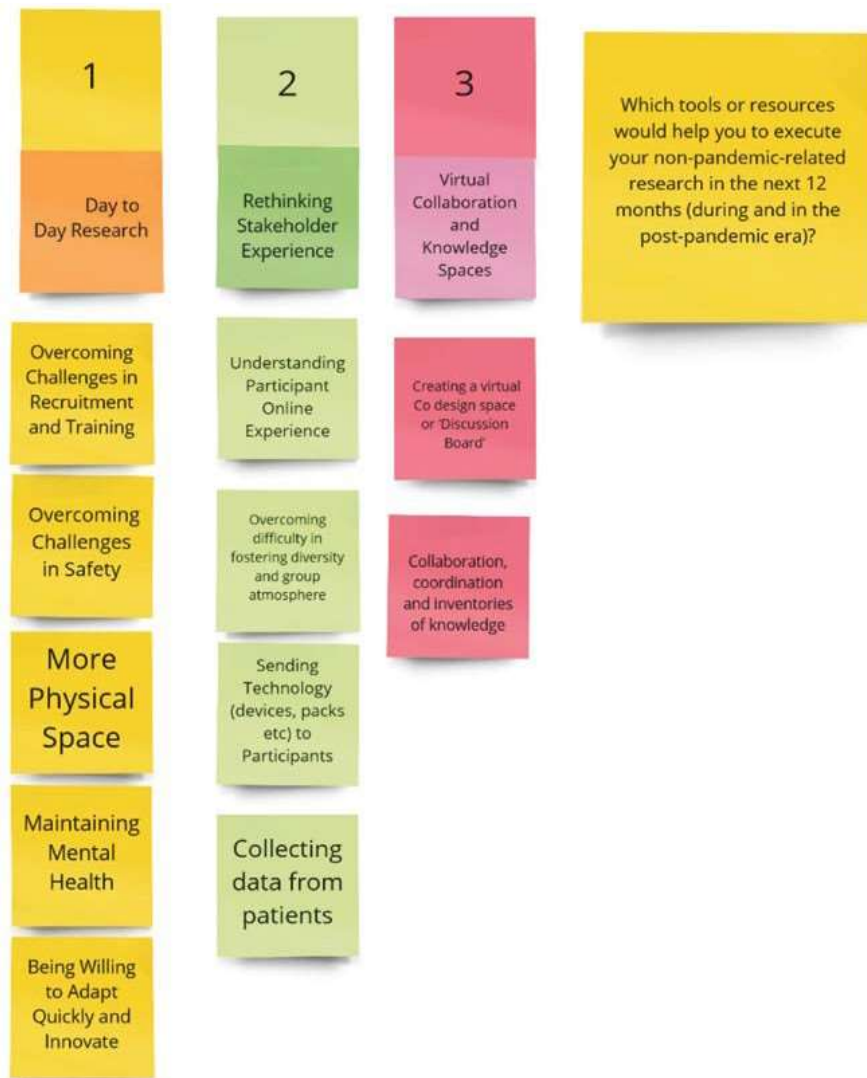 1
Day to
Day Research
Overcoming
Challenges in
Recruitment
and Training
Overcoming
Challenges
in Safety
More
Physical
Space
Maintaining
Mental
Health
Being Willing
to Adapt
Quickly and
Innovate
2
Rethinking
Stakeholder
Experience
Understanding
Participant
Online
Experience
Overcoming
difficulty in
fostering diversity
and group
atmosphere
Sending
Technology
(devices, packs
etc) to
Participants
Collecting
data from
patients
3
Virtual
Collaboration
and
Knowledge
Spaces
Creating a virtual
Co design space
or 'Discussion
Board'
Collaboration,
coordination
and inventories
of knowledge
Which tools or resources
would help you to execute
your non-pandemic-related
research in the next 12
months (during and in the
post-pandemic era)?